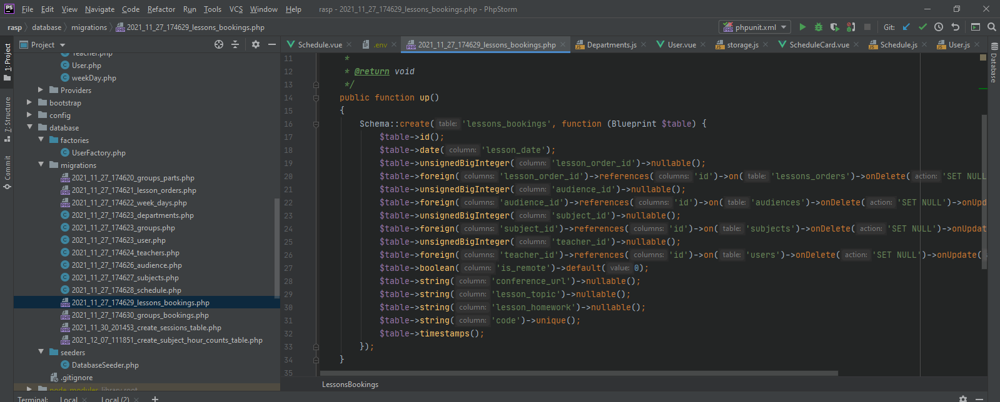 PS File Edit View Navigate Code Refactor Run Tools VCS Window Help rasp - 2021_11_27_174629_lessons_bookings.php - PhpStorm
rasp database migrations 2021_11_27_174629_lessons_bookings.php phpunit.xml Git:
Project Schedule.vue .env 2021_11_27_174629_lessons_bookings.php Departments.js User.vue storage.js ScheduleCard.vue Schedule.js User.js
1: Project
7: Structure
Commit
Database
Teacher.php
User.php
weekDay.php
Providers
bootstrap
config
database
factories
UserFactory.php
migrations
2021_11_27_174620_groups_parts.php
2021_11_27_174621_lesson_orders.php
2021_11_27_174622_week_days.php
2021_11_27_174623_departments.php
2021_11_27_174623_groups.php
2021_11_27_174623_user.php
2021_11_27_174624_teachers.php
2021_11_27_174626_audience.php
2021_11_27_174627_subjects.php
2021_11_27_174628_schedule.php
2021_11_27_174629_lessons_bookings.php
2021_11_27_174630_groups_bookings.php
2021_11_30_201453_create_sessions_table.php
2021_12_07_111851_create_subject_hour_counts_table.php
seeders
DatabaseSeeder.php
.gitignore
node_modules library root
11 *
12 * @return void
13 */
14 public function up()
15 {
16 Schema::create( table: 'lessons_bookings', function (Blueprint $table) {
17 $table->id();
18 $table->date( column: 'lesson_date');
19 $table->unsignedBigInteger( column: 'lesson_order_id')->nullable();
20 $table->foreign( columns: 'lesson_order_id')->references( columns: 'id')->on( table: 'lessons_orders')->onDelete( action: 'SET NULL
21 $table->unsignedBigInteger( column: 'audience_id')->nullable();
22 $table->foreign( columns: 'audience_id')->references( columns: 'id')->on( table: 'audiences')->onDelete( action: 'SET NULL')->onUpd
23 $table->unsignedBigInteger( column: 'subject_id')->nullable();
24 $table->foreign( columns: 'subject_id')->references( columns: 'id')->on( table: 'subjects')->onDelete( action: 'SET NULL')->onUpdat
25 $table->unsignedBigInteger( column: 'teacher_id')->nullable();
26 $table->foreign( columns: 'teacher_id')->references( columns: 'id')->on( table: 'users')->onDelete( action: 'SET NULL')->onUpdate(
27 $table->boolean( column: 'is_remote')->default( value: 0);
28 $table->string( column: 'conference_url')->nullable();
29 $table->string( column: 'lesson_topic')->nullable();
30 $table->string( column: 'lesson_homework')->nullable();
31 $table->string( column: 'code')->unique();
32 $table->timestamps();
33 });
34 }
35
LessonsBookings
Terminal: Local Local (2) +